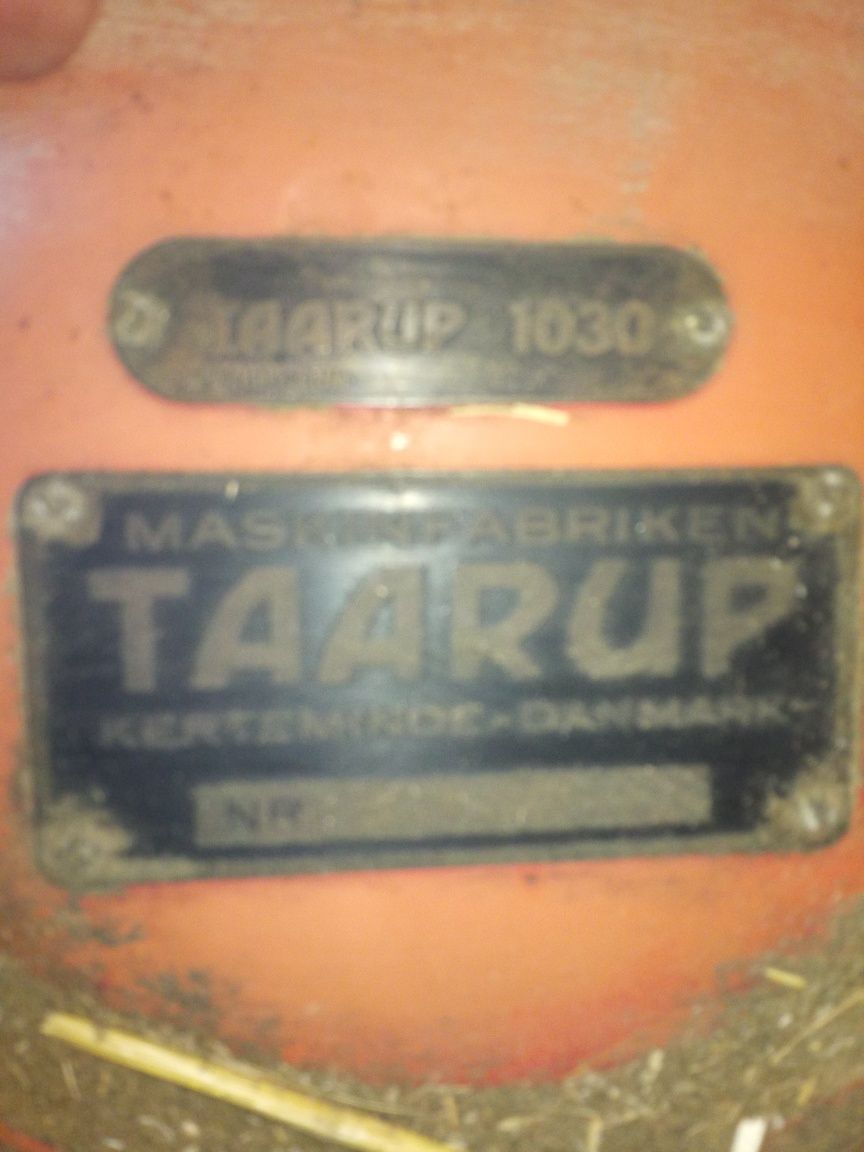 TAARUP 1030
MASKINFABRIKEN
TAARUP
KERTEMINDE - DANMARK
NR